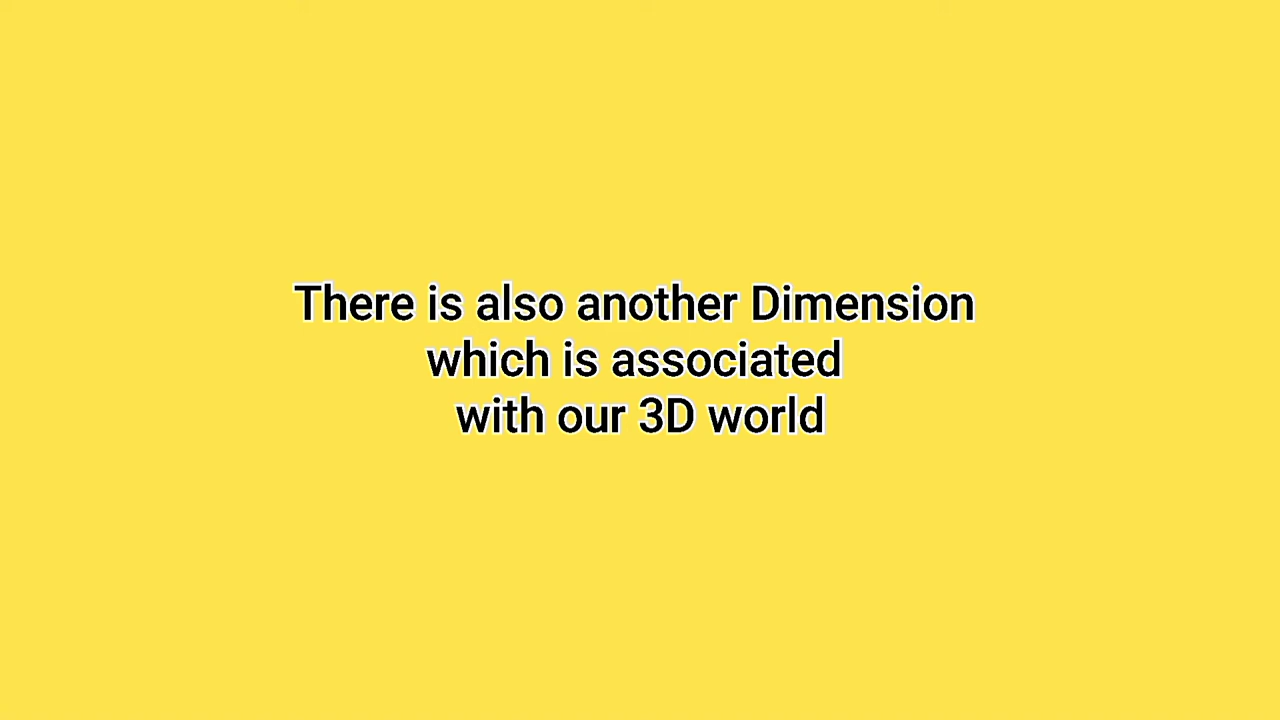 There is also another Dimension
which is associated
with our 3D world